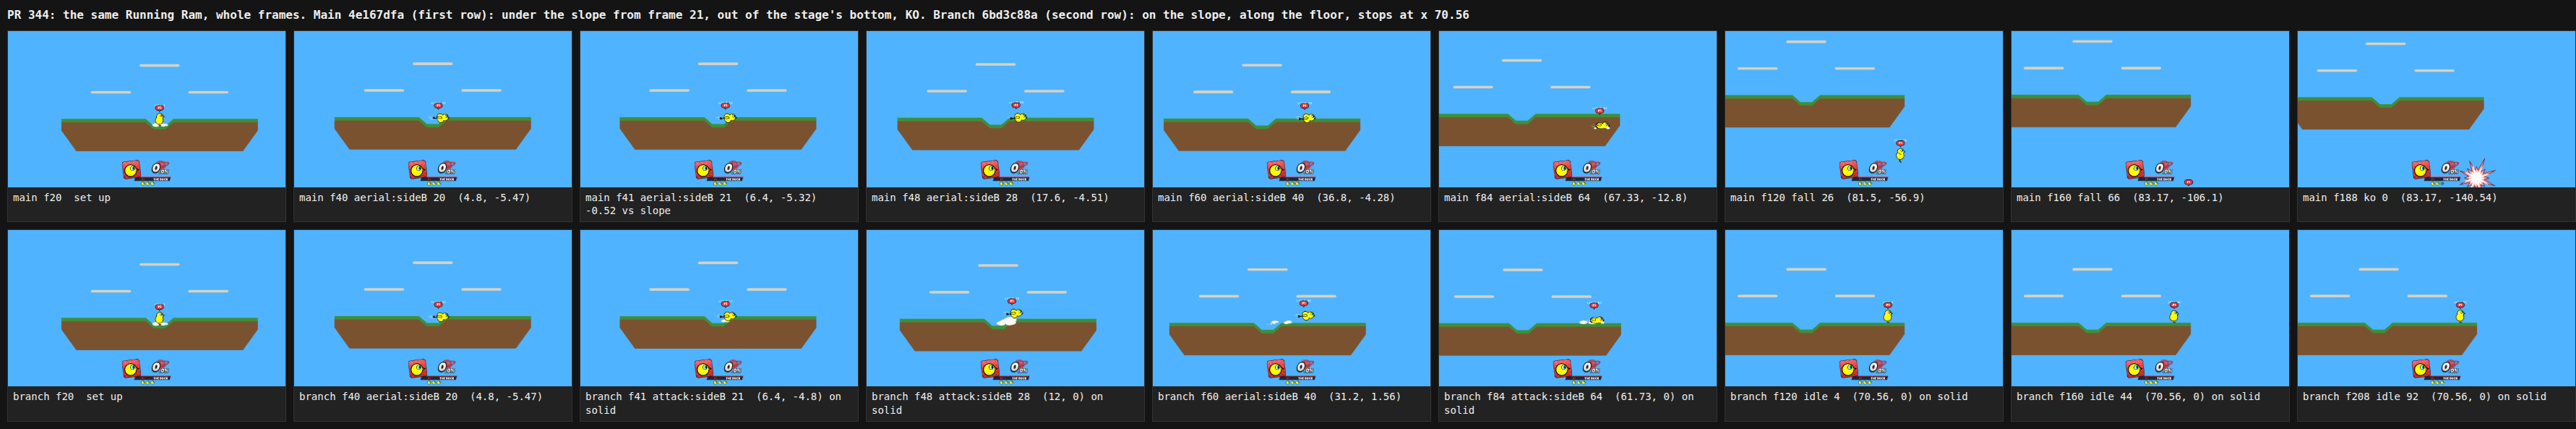 PR 344: the same Running Ram, whole frames. Main 4e167dfa (first row): under the slope from frame 21, out of the stage's bottom, KO. Branch 6bd3c88a (second row): on the slope, along the floor, stops at x 70.56
main f20  set up
main f40 aerial:sideB 20  (4.8, -5.47)
main f41 aerial:sideB 21  (6.4, -5.32)
-0.52 vs slope
main f48 aerial:sideB 28  (17.6, -4.51)
main f60 aerial:sideB 40  (36.8, -4.28)
main f84 aerial:sideB 64  (67.33, -12.8)
main f120 fall 26  (81.5, -56.9)
main f160 fall 66  (83.17, -106.1)
main f188 ko 0  (83.17, -140.54)
branch f20  set up
branch f40 aerial:sideB 20  (4.8, -5.47)
branch f41 attack:sideB 21  (6.4, -4.8) on
solid
branch f48 attack:sideB 28  (12, 0) on
solid
branch f60 aerial:sideB 40  (31.2, 1.56)
branch f84 attack:sideB 64  (61.73, 0) on
solid
branch f120 idle 4  (70.56, 0) on solid
branch f160 idle 44  (70.56, 0) on solid
branch f208 idle 92  (70.56, 0) on solid